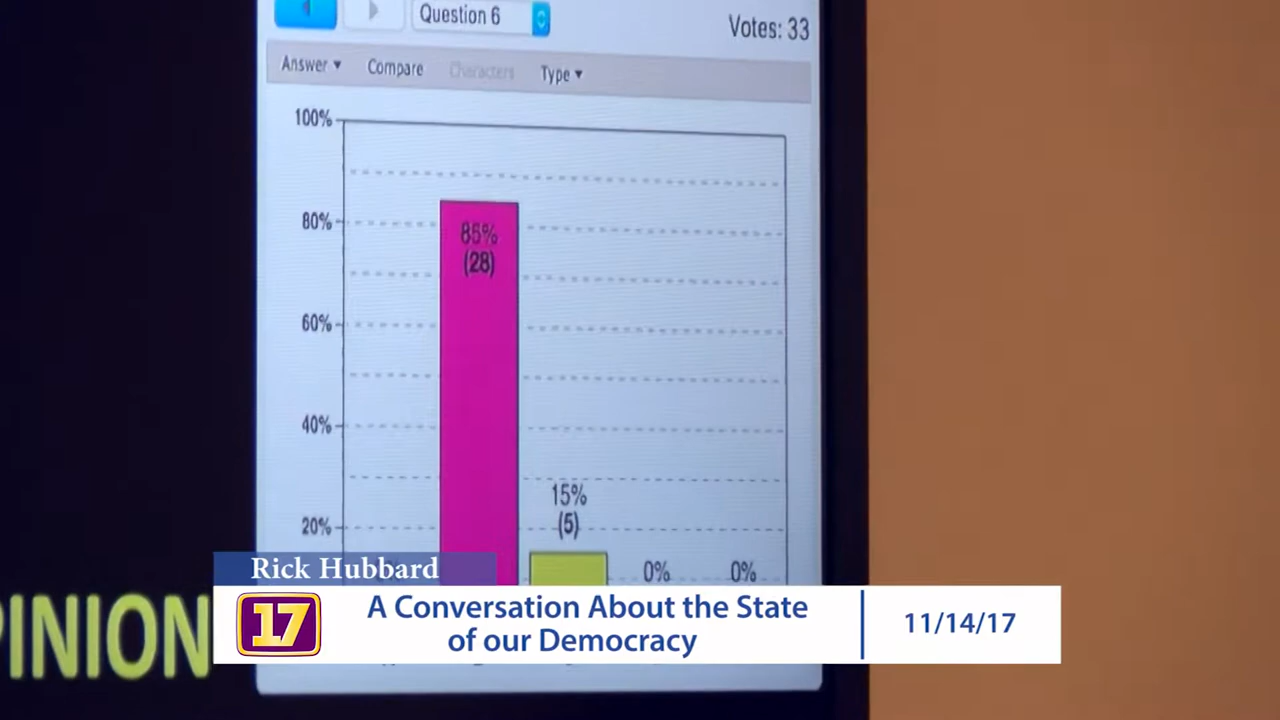 Question 6
Votes: 33
Answer ▼ Compare Characters Type ▼
100%
80%
85%
(28)
60%
40%
15%
(5)
20%
0% 0%
Rick Hubbard
PINION
17
A Conversation About the State
of our Democracy
11/14/17